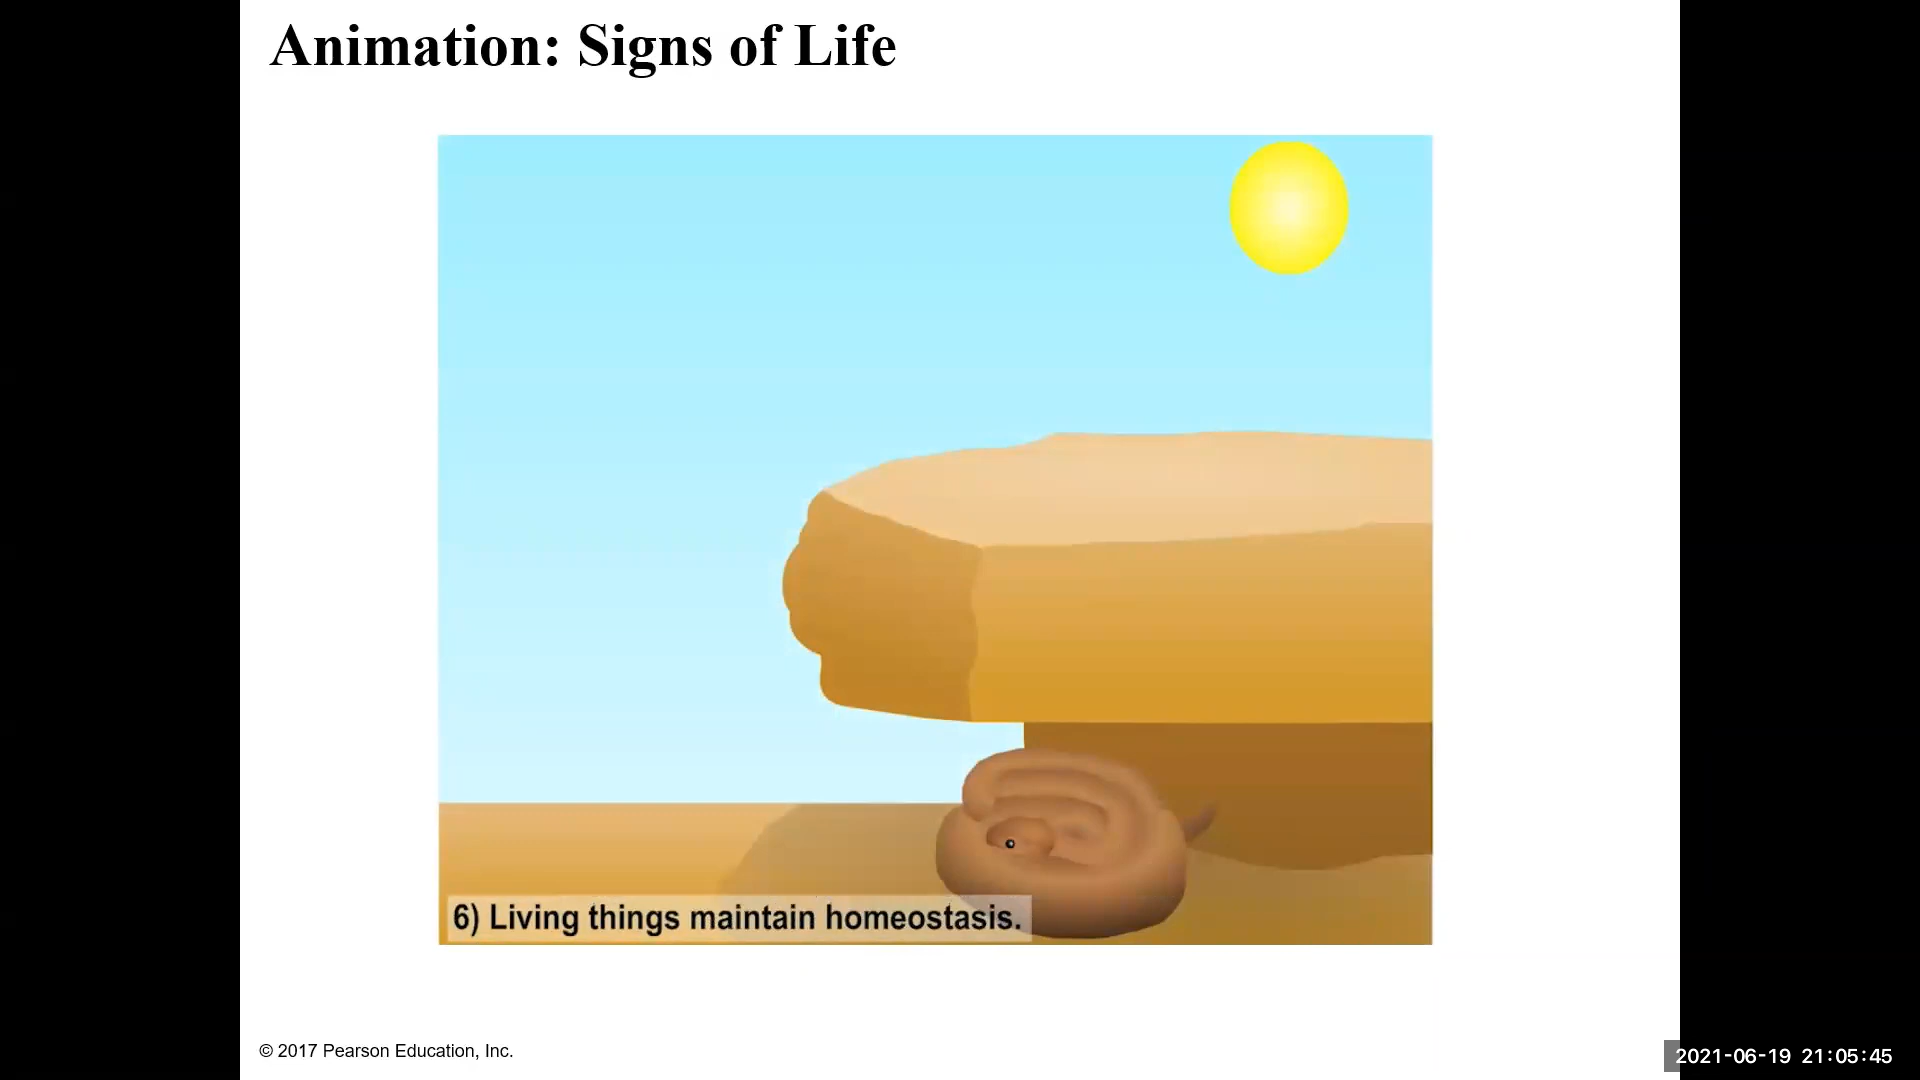 Animation: Signs of Life
6) Living things maintain homeostasis.
© 2017 Pearson Education, Inc.
2021-06-19 21:05:45